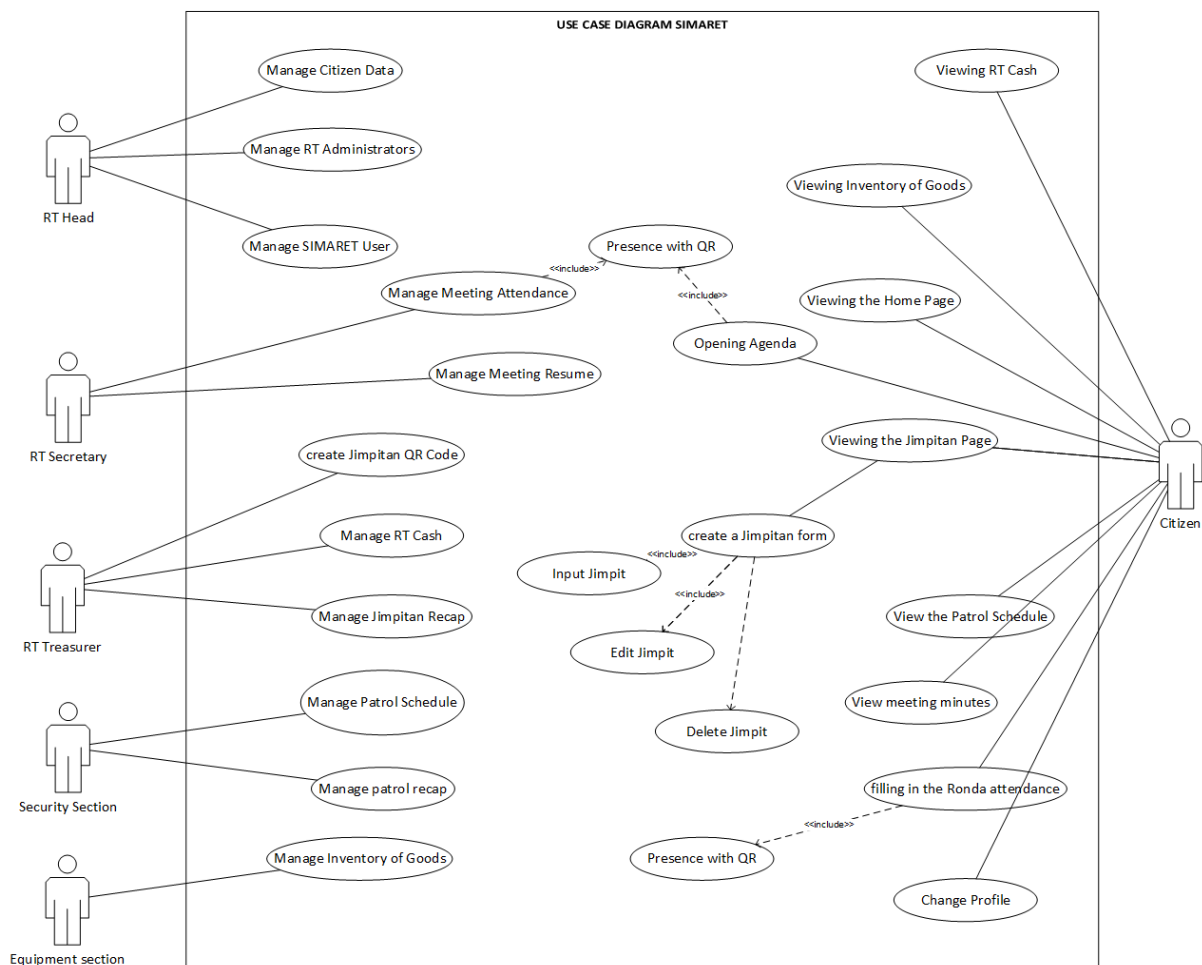 USE CASE DIAGRAM SIMARET
Manage Citizen Data
Viewing RT Cash
Manage RT Administrators
Viewing Inventory of Goods
RT Head
Manage SIMARET User
Presence with QR
<<include>>
Manage Meeting Attendance
<<include>>
Viewing the Home Page
Opening Agenda
Manage Meeting Resume
Viewing the Jimpitan Page
RT Secretary
create Jimpitan QR Code
Citizen
Manage RT Cash
create a Jimpitan form
<<include>>
Input Jimpit
<<include>>
Manage Jimpitan Recap
View the Patrol Schedule
RT Treasurer
Edit Jimpit
Manage Patrol Schedule
View meeting minutes
Delete Jimpit
Security Section
Manage patrol recap
filling in the Ronda attendance
<<include>>
Manage Inventory of Goods
Presence with QR
Change Profile
Equipment section